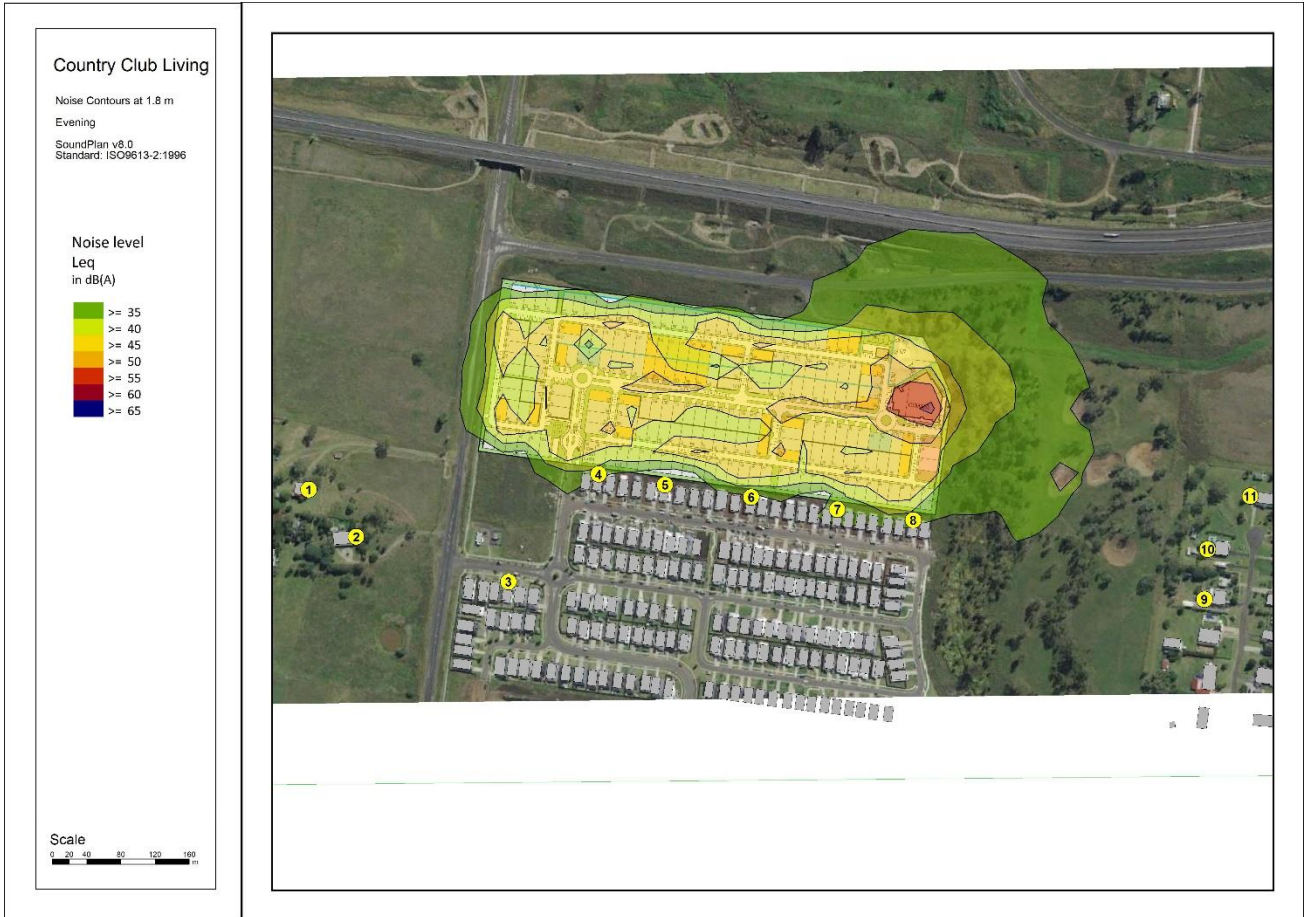 Country Club Living
Noise Contours at 1.8 m
Evening
SoundPlan v8.0
Standard: ISO9613-2:1996
Noise level
Leq
in dB(A)
>= 35
>= 40
>= 45
>= 50
>= 55
>= 60
>= 65
Scale
0 20 40 80 120 160
m
1
2
3
4
5
6
7
8
9
10
11